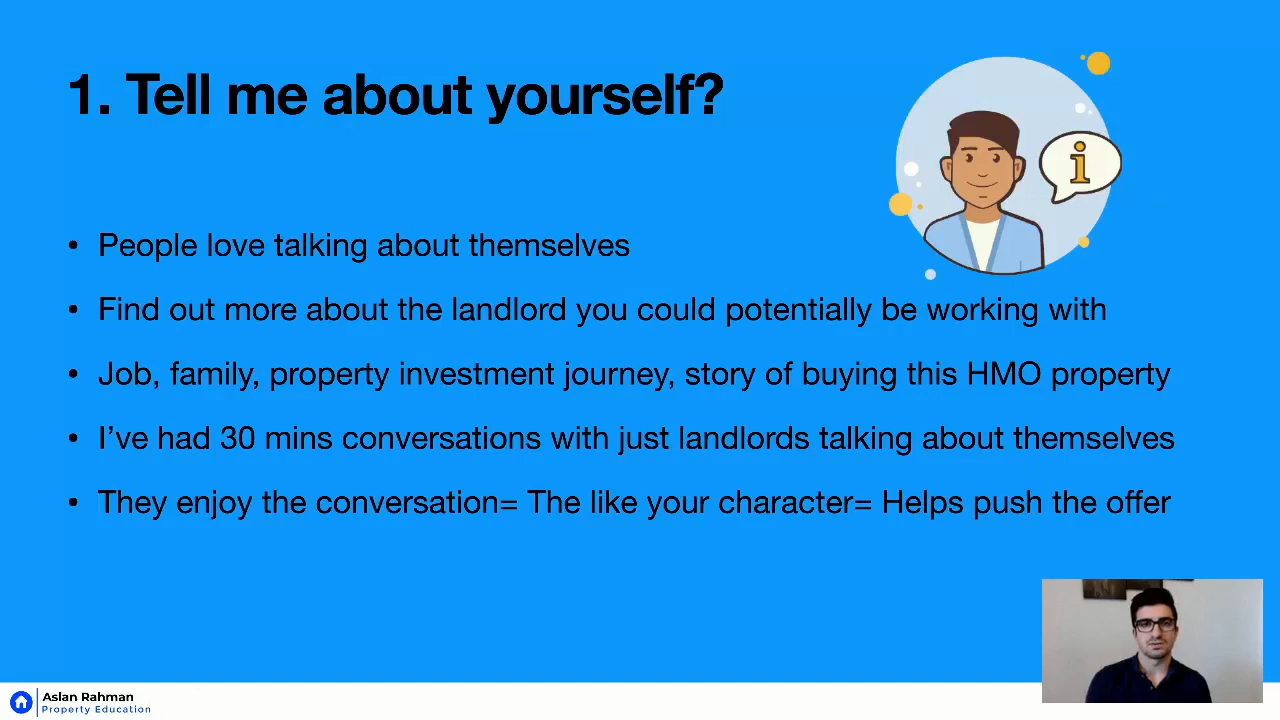 1. Tell me about yourself?
i
• People love talking about themselves
• Find out more about the landlord you could potentially be working with
• Job, family, property investment journey, story of buying this HMO property
• I’ve had 30 mins conversations with just landlords talking about themselves
• They enjoy the conversation= The like your character= Helps push the offer
Aslan Rahman
Property Education